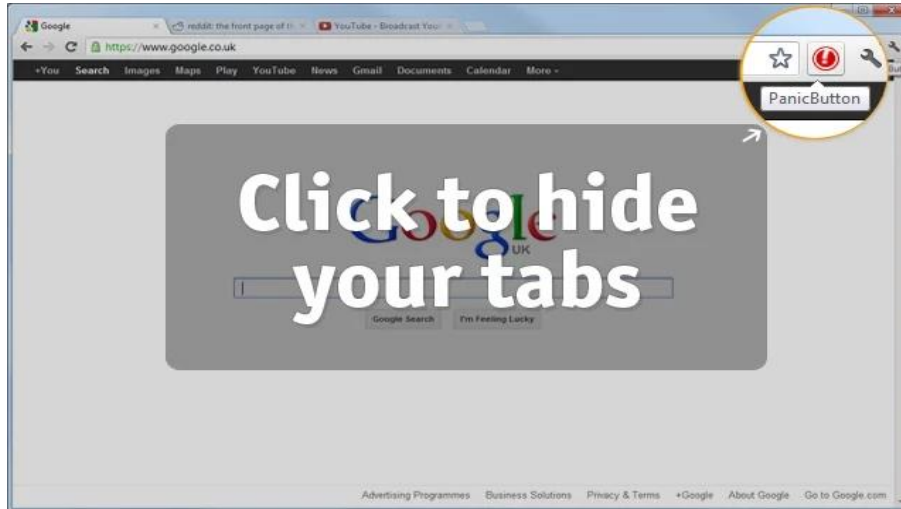 Google
reddit: the front page of th
YouTube - Broadcast Your
https://www.google.co.uk
+You Search Images Maps Play YouTube News Gmail Documents Calendar More
PanicButton
Click to hide
your tabs
Google
UK
Google Search I'm Feeling Lucky
Advertising Programmes Business Solutions Privacy & Terms +Google About Google Go to Google.com